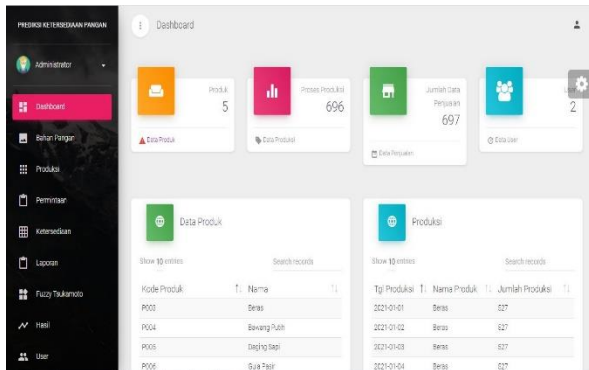 PREDIKSI KETERSEDIAAN PANGAN
Administrator
Dashboard
Bahan Pangan
Produksi
Permintaan
Ketersediaan
Laporan
Fuzzy Tsukamoto
Hasil
User
Dashboard
Produk
5
Data Produk
Proses Produksi
696
Data Produksi
Jumlah Data
Penjualan
697
Data Penjualan
2
Data User
Data Produk
Show 10 entries
Search records
Kode Produk Nama
P003 Beras
P004 Bawang Putih
P005 Daging Sapi
P006 Gula Pasir
Produksi
Show 10 entries
Search records
Tgl Produksi Nama Produk Jumlah Produksi
2021-01-01 Beras 527
2021-01-02 Beras 527
2021-01-03 Beras 527
2021-01-04 Beras 527